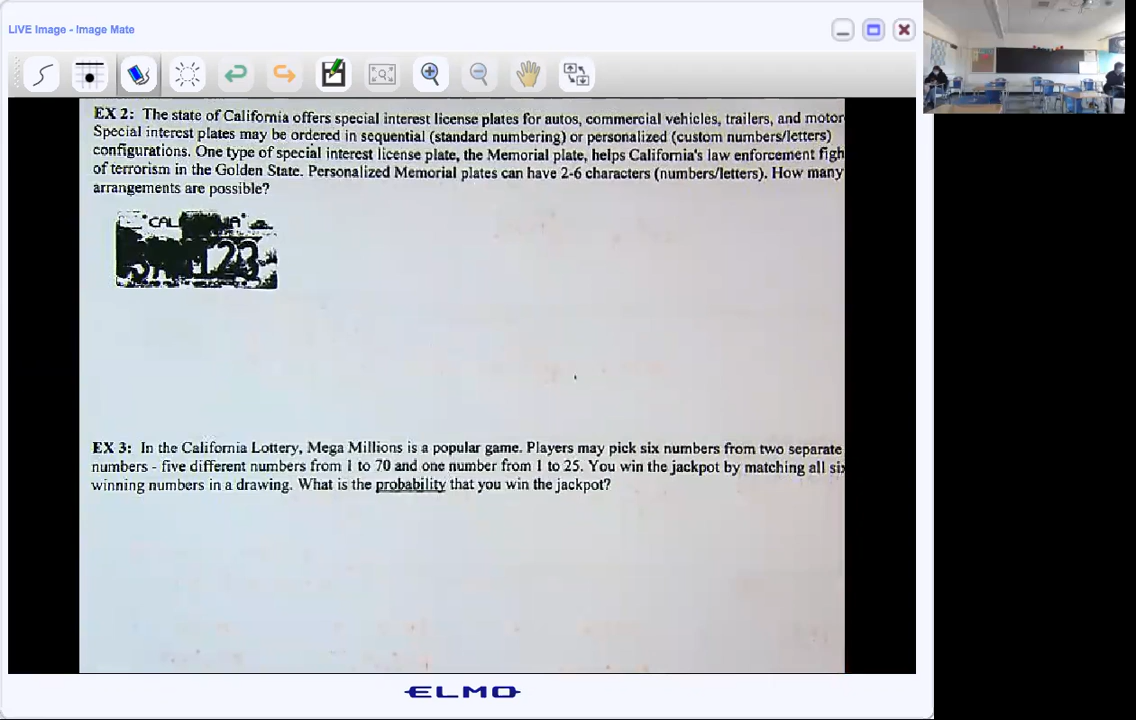 LIVE Image - Image Mate
EX 2: The state of California offers special interest license plates for autos, commercial vehicles, trailers, and motor
Special interest plates may be ordered in sequential (standard numbering) or personalized (custom numbers/letters)
configurations. One type of special interest license plate, the Memorial plate, helps California's law enforcement figh
of terrorism in the Golden State. Personalized Memorial plates can have 2-6 characters (numbers/letters). How many
arrangements are possible?
123
EX 3: In the California Lottery, Mega Millions is a popular game. Players may pick six numbers from two separate
numbers - five different numbers from 1 to 70 and one number from 1 to 25. You win the jackpot by matching all six
winning numbers in a drawing. What is the probability that you win the jackpot?
ELMO